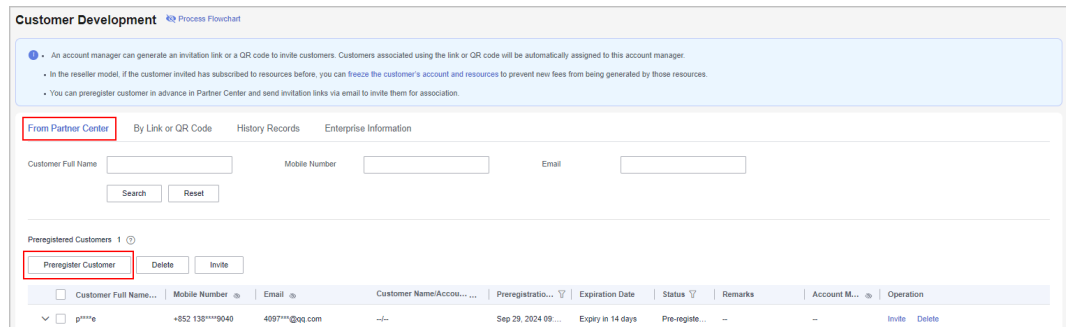 Customer Development Process Flowchart
• An account manager can generate an invitation link or a QR code to invite customers. Customers associated using the link or QR code will be automatically assigned to this account manager.
• In the reseller model, if the customer invited has subscribed to resources before, you can freeze the customer's account and resources to prevent new fees from being generated by those resources.
• You can preregister customer in advance in Partner Center and send invitation links via email to invite them for association.
From Partner Center By Link or QR Code History Records Enterprise Information
Customer Full Name Mobile Number Email
Search Reset
Preregistered Customers 1 ?
Preregister Customer Delete Invite
Customer Full Name... Mobile Number Email Customer Name/Accou... ... Preregistratio... Expiration Date Status Remarks Account M... Operation
p****e +852 138****9040 4097***@qq.com --/-- Sep 29, 2024 09:... Expiry in 14 days Pre-registe... -- -- Invite Delete